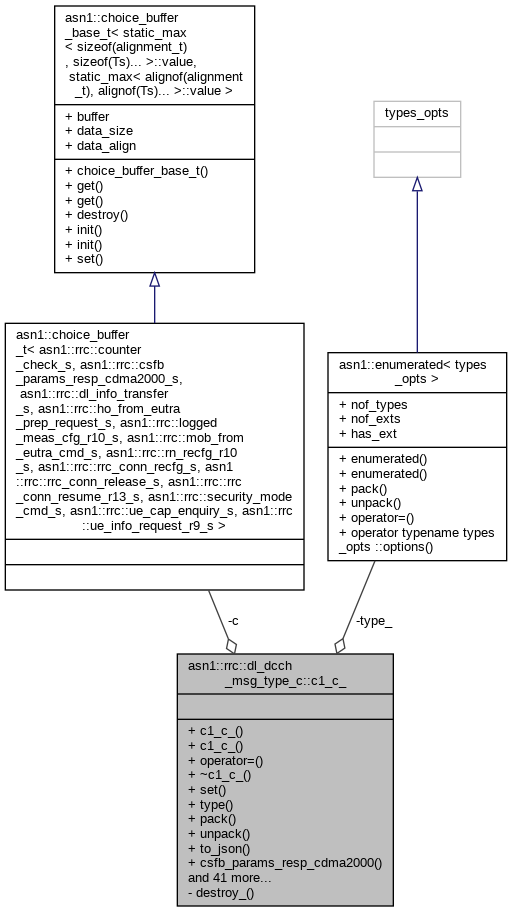 asn1::choice_buffer
_base_t< static_max
< sizeof(alignment_t)
, sizeof(Ts)... >::value,
static_max< alignof(alignment
_t), alignof(Ts)... >::value >
+ buffer
+ data_size
+ data_align
+ choice_buffer_base_t()
+ get()
+ get()
+ destroy()
+ init()
+ init()
+ set()
types_opts
asn1::choice_buffer
_t< asn1::rrc::counter
_check_s, asn1::rrc::csfb
_params_resp_cdma2000_s,
asn1::rrc::dl_info_transfer
_s, asn1::rrc::ho_from_eutra
_prep_request_s, asn1::rrc::logged
_meas_cfg_r10_s, asn1::rrc::mob_from
_eutra_cmd_s, asn1::rrc::rn_recfg_r10
_s, asn1::rrc::rrc_conn_recfg_s, asn1
::rrc::rrc_conn_release_s, asn1::rrc::rrc
_conn_resume_r13_s, asn1::rrc::security_mode
_cmd_s, asn1::rrc::ue_cap_enquiry_s, asn1::rrc
::ue_info_request_r9_s >
asn1::enumerated< types
_opts >
+ nof_types
+ nof_exts
+ has_ext
+ enumerated()
+ enumerated()
+ pack()
+ unpack()
+ operator=()
+ operator typename types
_opts ::options()
-c
-type_
asn1::rrc::dl_dcch
_msg_type_c::c1_c_
+ c1_c_()
+ c1_c_()
+ operator=()
+ ~c1_c_()
+ set()
+ type()
+ pack()
+ unpack()
+ to_json()
+ csfb_params_resp_cdma2000()
and 41 more...
- destroy_()